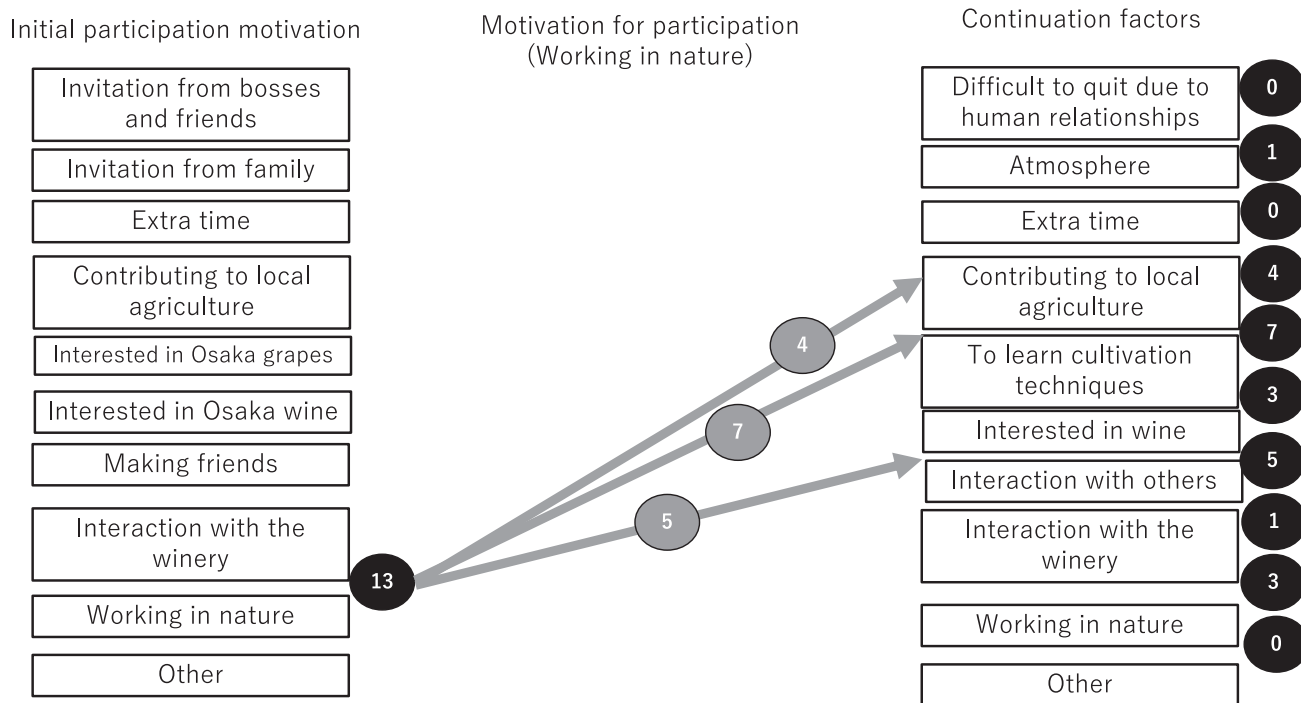 Initial participation motivation
Motivation for participation
(Working in nature)
Continuation factors
Invitation from bosses
and friends
Invitation from family
Extra time
Contributing to local
agriculture
Interested in Osaka grapes
Interested in Osaka wine
Making friends
Interaction with the
winery
13
Working in nature
Other
4
7
5
Difficult to quit due to
human relationships
0
Atmosphere
1
Extra time
0
Contributing to local
agriculture
4
To learn cultivation
techniques
7
Interested in wine
3
Interaction with others
5
Interaction with the
winery
1
Working in nature
3
Other
0